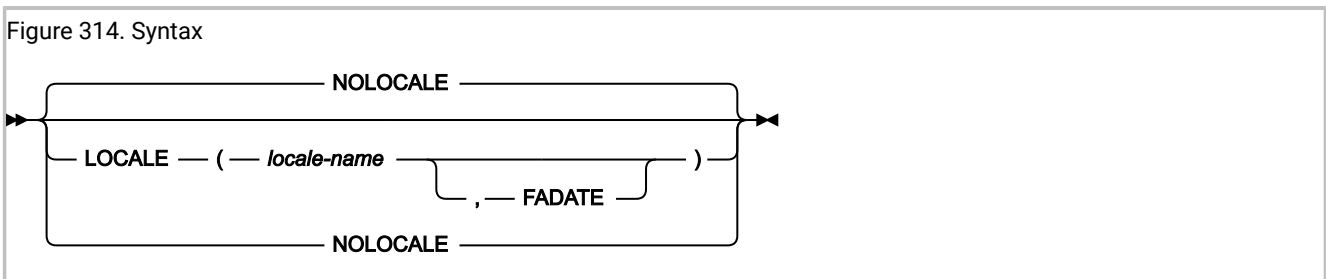 Figure 314. Syntax
NOLOCALE
LOCALE ( locale-name )
, FADATE
NOLOCALE